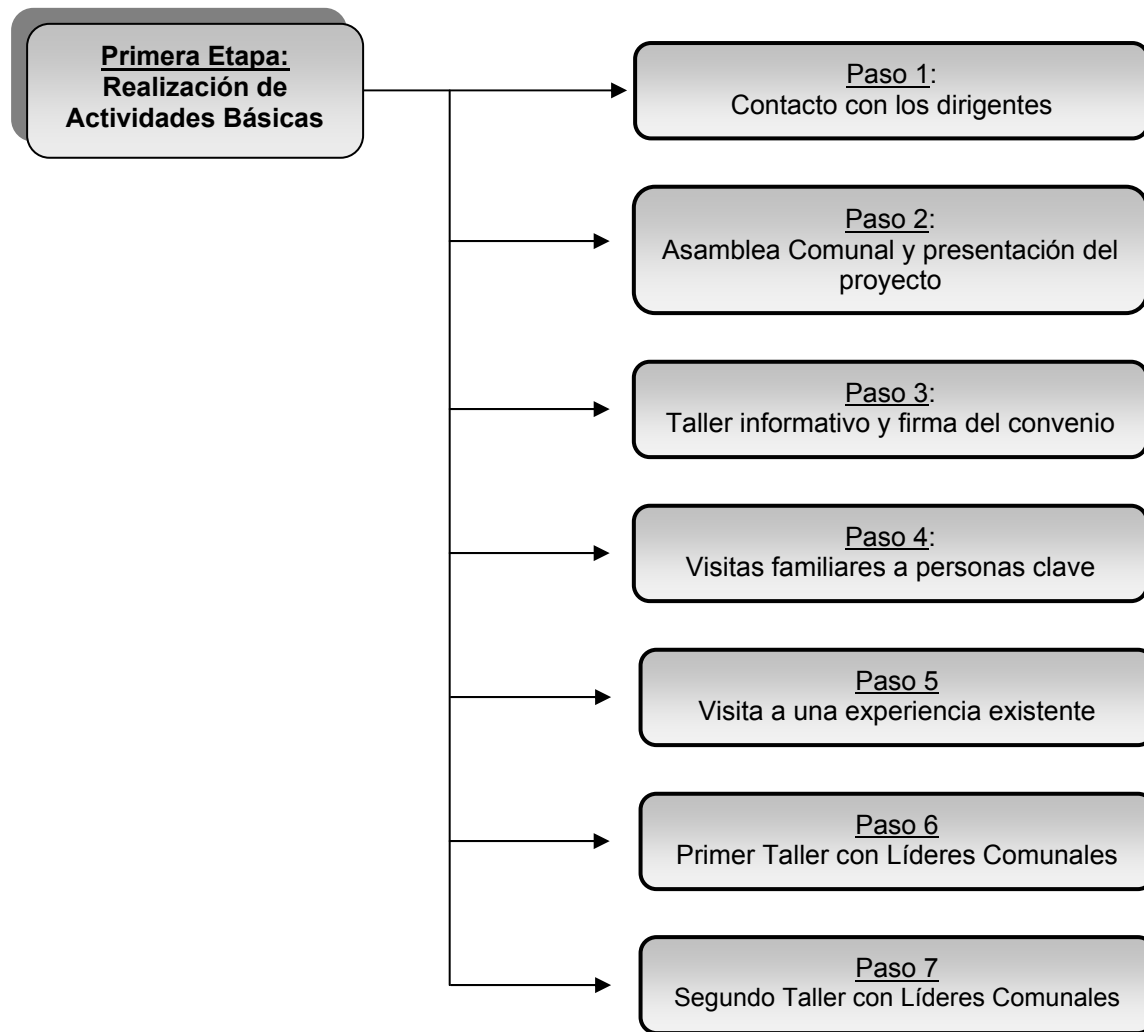 Primera Etapa:
Realización de
Actividades Básicas
Paso 1:
Contacto con los dirigentes
Paso 2:
Asamblea Comunal y presentación del
proyecto
Paso 3:
Taller informativo y firma del convenio
Paso 4:
Visitas familiares a personas clave
Paso 5
Visita a una experiencia existente
Paso 6
Primer Taller con Líderes Comunales
Paso 7
Segundo Taller con Líderes Comunales